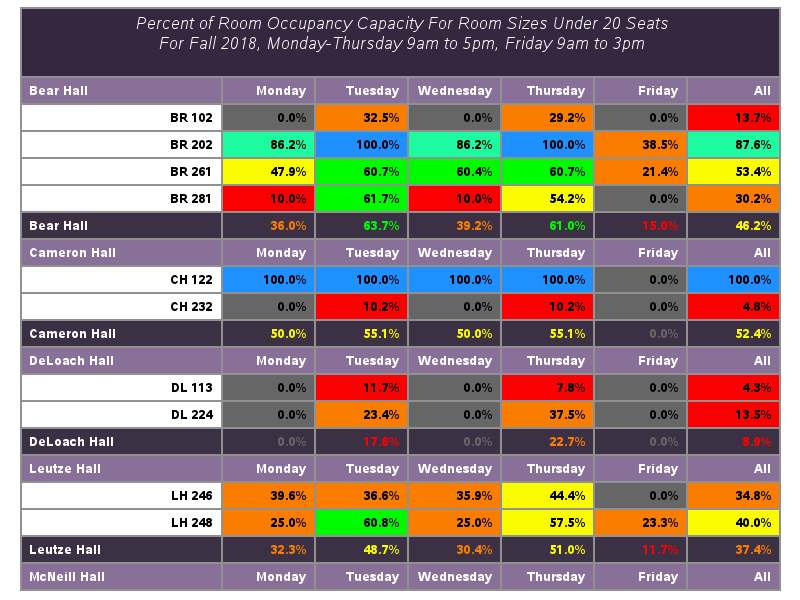 Percent of Room Occupancy Capacity For Room Sizes Under 20 Seats
For Fall 2018, Monday-Thursday 9am to 5pm, Friday 9am to 3pm
Bear Hall Monday Tuesday Wednesday Thursday Friday All
BR 102 0.0% 32.5% 0.0% 29.2% 0.0% 13.7%
BR 202 86.2% 100.0% 86.2% 100.0% 38.5% 87.6%
BR 261 47.9% 60.7% 60.4% 60.7% 21.4% 53.4%
BR 281 10.0% 61.7% 10.0% 54.2% 0.0% 30.2%
Bear Hall 36.0% 63.7% 39.2% 61.0% 15.0% 46.2%
Cameron Hall Monday Tuesday Wednesday Thursday Friday All
CH 122 100.0% 100.0% 100.0% 100.0% 0.0% 100.0%
CH 232 0.0% 10.2% 0.0% 10.2% 0.0% 4.8%
Cameron Hall 50.0% 55.1% 50.0% 55.1% 0.0% 52.4%
DeLoach Hall Monday Tuesday Wednesday Thursday Friday All
DL 113 0.0% 11.7% 0.0% 7.8% 0.0% 4.3%
DL 224 0.0% 23.4% 0.0% 37.5% 0.0% 13.5%
DeLoach Hall 0.0% 17.6% 0.0% 22.7% 0.0% 8.9%
Leutze Hall Monday Tuesday Wednesday Thursday Friday All
LH 246 39.6% 36.6% 35.9% 44.4% 0.0% 34.8%
LH 248 25.0% 60.8% 25.0% 57.5% 23.3% 40.0%
Leutze Hall 32.3% 48.7% 30.4% 51.0% 11.7% 37.4%
McNeill Hall Monday Tuesday Wednesday Thursday Friday All